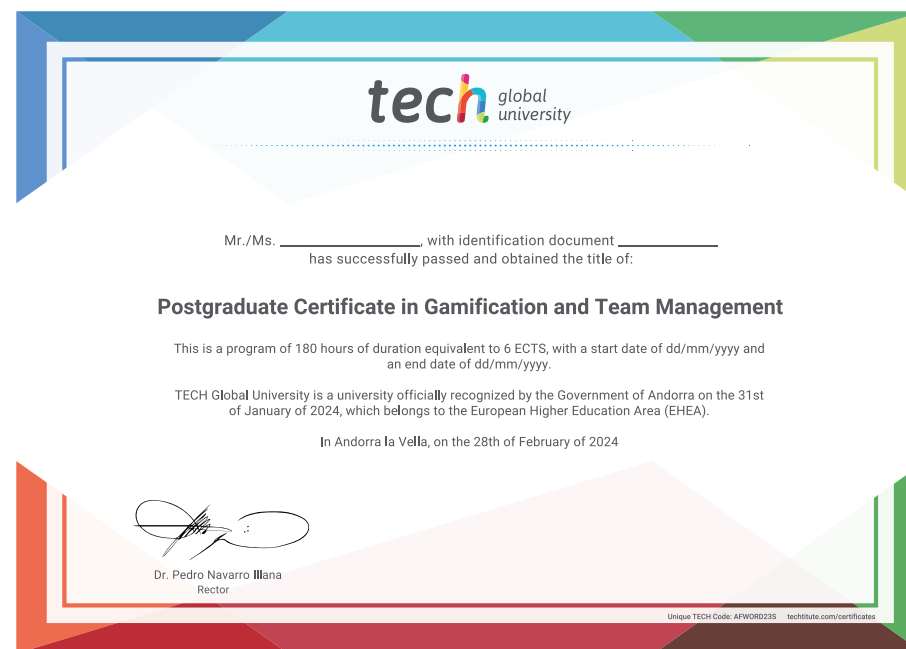 tech global
university
Mr./Ms. ____________________, with identification document ______________
has successfully passed and obtained the title of:
Postgraduate Certificate in Gamification and Team Management
This is a program of 180 hours of duration equivalent to 6 ECTS, with a start date of dd/mm/yyyy and
an end date of dd/mm/yyyy.
TECH Global University is a university officially recognized by the Government of Andorra on the 31st
of January of 2024, which belongs to the European Higher Education Area (EHEA).
In Andorra la Vella, on the 28th of February of 2024
Dr. Pedro Navarro Illana
Rector
Unique TECH Code: AFWORD23S techtitute.com/certificates